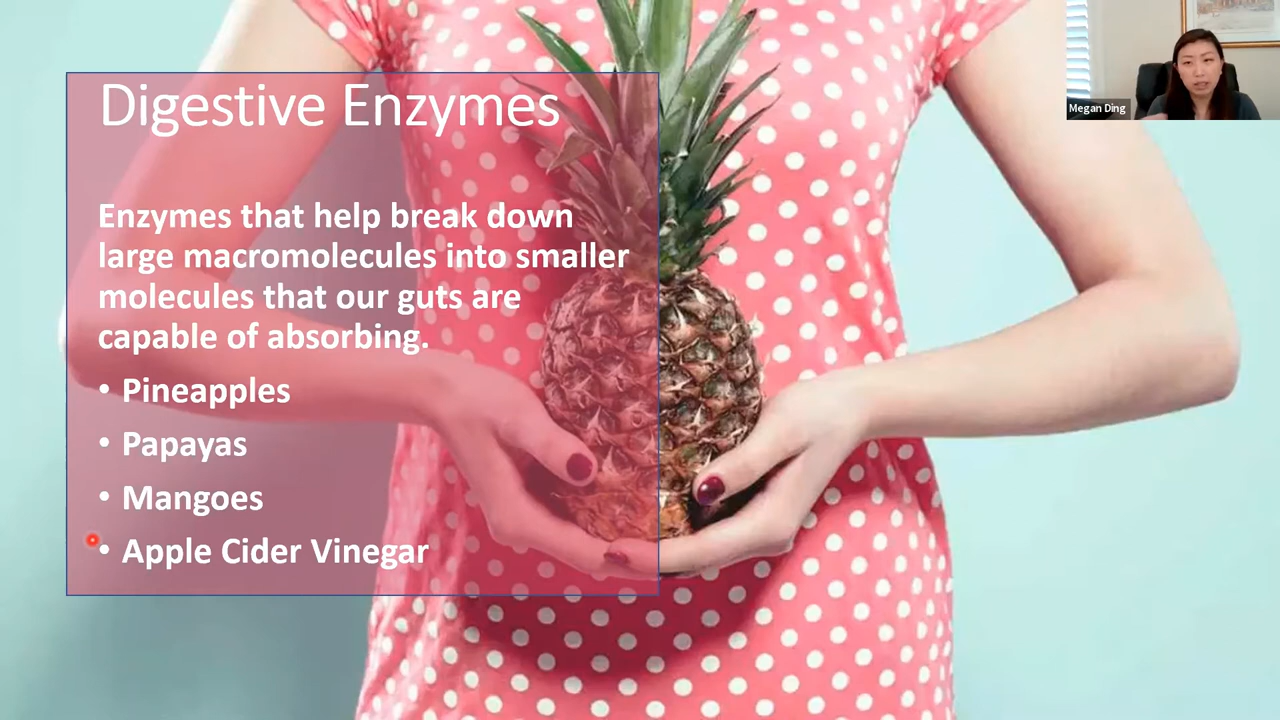 Digestive Enzymes
Megan Ding
Enzymes that help break down
large macromolecules into smaller
molecules that our guts are
capable of absorbing.
• Pineapples
• Papayas
• Mangoes
• Apple Cider Vinegar